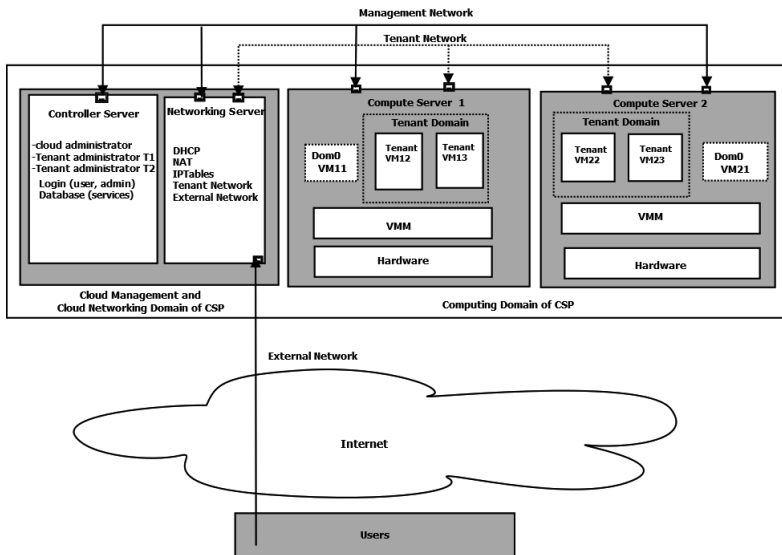 Management Network
Tenant Network
Controller Server
-cloud administrator
-Tenant administrator T1
-Tenant administrator T2
Login (user, admin)
Database (services)
Networking Server
DHCP
NAT
IPTables
Tenant Network
External Network
Compute Server 1
Tenant Domain
Dom0
VM11
Tenant
VM12
Tenant
VM13
VMM
Hardware
Compute Server 2
Tenant Domain
Tenant
VM22
Tenant
VM23
Dom0
VM21
VMM
Hardware
Cloud Management and
Cloud Networking Domain of CSP
Computing Domain of CSP
External Network
Internet
Users